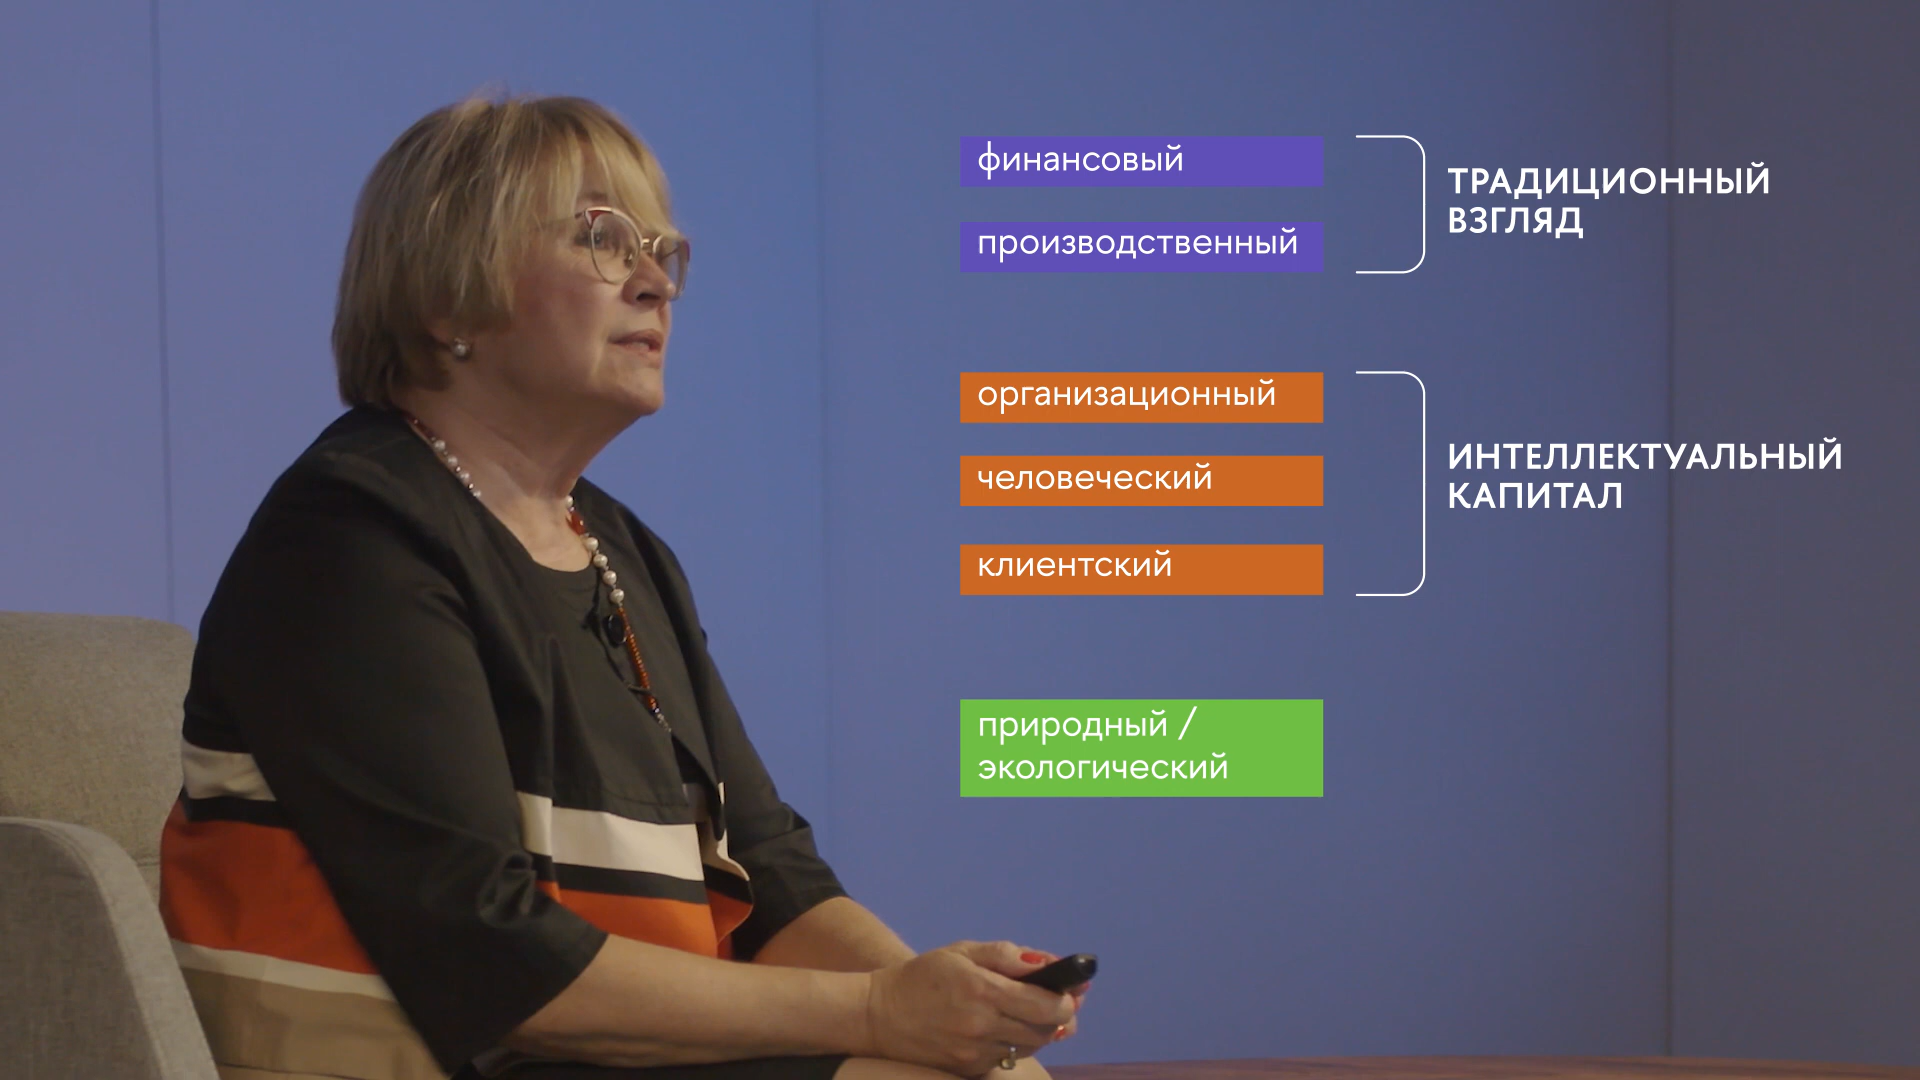 финансовый
производственный
ТРАДИЦИОННЫЙ
ВЗГЛЯД
организационный
человеческий
клиентский
ИНТЕЛЛЕКТУАЛЬНЫЙ
КАПИТАЛ
природный /
экологический